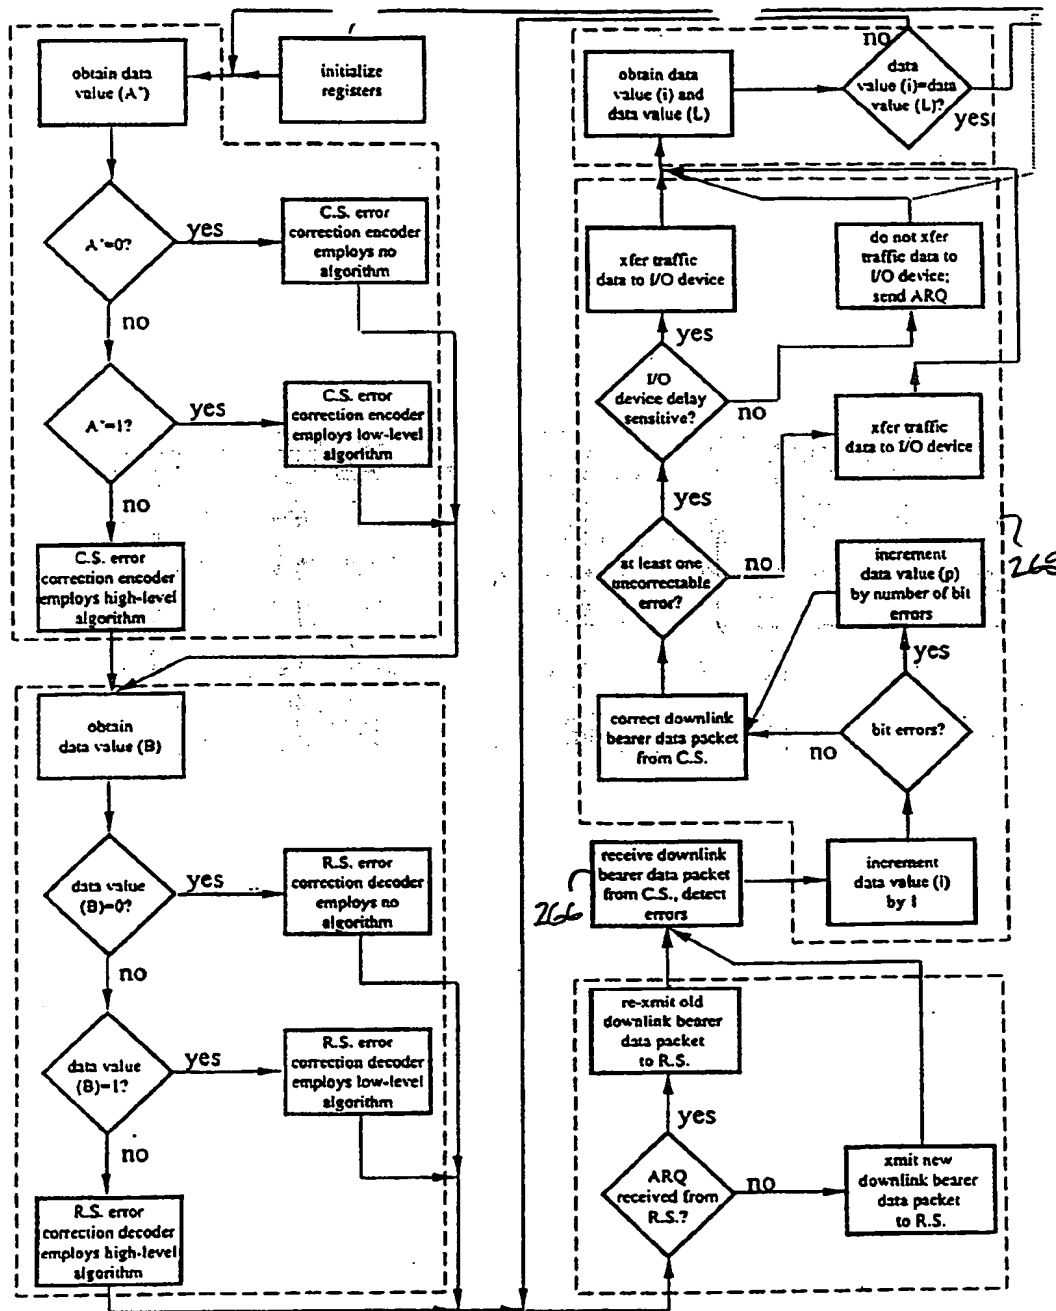 obtain data
value (A')
initialize
registers
A'=0?
yes
C.S. error
correction encoder
employs no
algorithm
no
A'=1?
yes
C.S. error
correction encoder
employs low-level
algorithm
no
C.S. error
correction encoder
employs high-level
algorithm
obtain
data value (B)
data value
(B)=0?
yes
R.S. error
correction decoder
employs no
algorithm
no
data value
(B)=1?
yes
R.S. error
correction decoder
employs low-level
algorithm
no
R.S. error
correction decoder
employs high-level
algorithm
obtain data
value (i) and
data value (L)
no
data
value (i)=data
value (L)?
yes
xfer traffic
data to I/O device
do not xfer
traffic data to
I/O device;
send ARQ
yes
I/O
device delay
sensitive?
no
xfer traffic
data to I/O device
yes
at least one
uncorrectable
error?
no
increment
data value (p)
by number of bit
errors
268
yes
correct downlink
bearer data packet
from C.S.
no
bit errors?
receive downlink
bearer data packet
from C.S., detect
errors
266
increment
data value (i)
by 1
re-xmit old
downlink bearer
data packet
to R.S.
yes
ARQ
received from
R.S.?
no
xmit new
downlink bearer
data packet
to R.S.